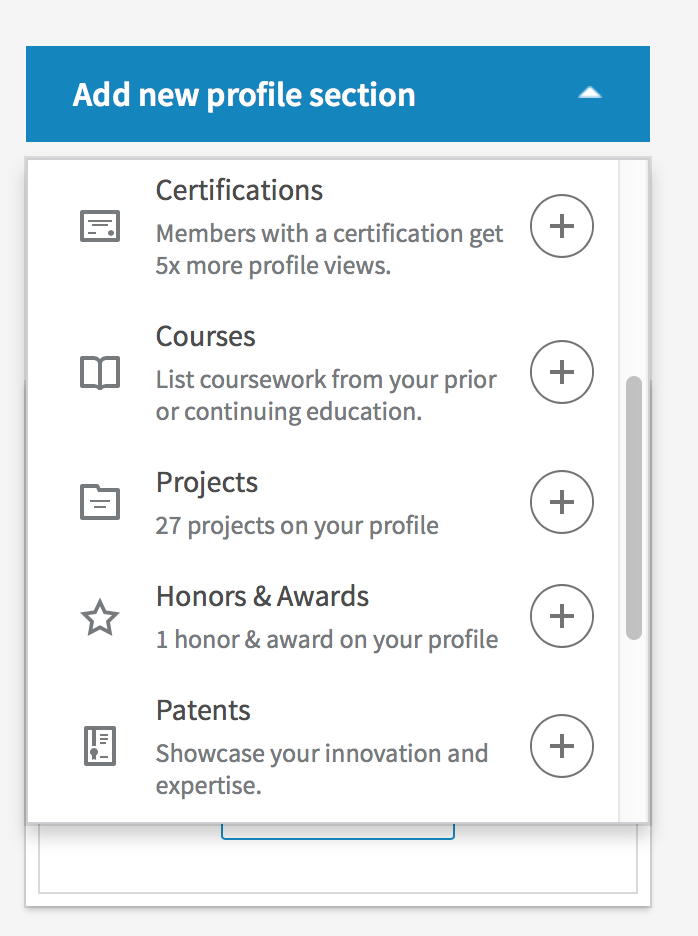 Add new profile section
Certifications
Members with a certification get
5x more profile views.
Courses
List coursework from your prior
or continuing education.
Projects
27 projects on your profile
Honors & Awards
1 honor & award on your profile
Patents
Showcase your innovation and
expertise.